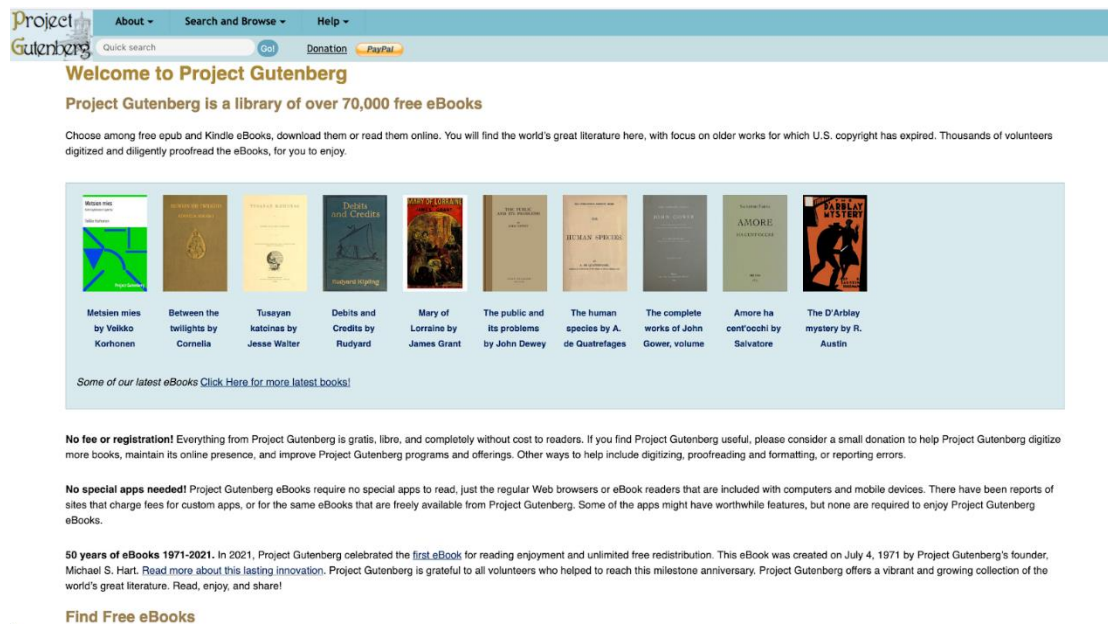 Project
Gutenberg
About
Search and Browse
Help
Quick search
Go!
Donation
PayPal
Welcome to Project Gutenberg
Project Gutenberg is a library of over 70,000 free eBooks
Choose among free epub and Kindle eBooks, download them or read them online. You will find the world's great literature here, with focus on older works for which U.S. copyright has expired. Thousands of volunteers
digitized and diligently proofread the eBooks, for you to enjoy.
Metsien mies
Veikko Korhonen
Project Gutenberg
Debits
and Credits
Rudyard Kipling
MARY OF LORRAINE
JAMES GRANT
THE PUBLIC
AND ITS PROBLEMS
HUMAN SPECIES
AMORE
THE
DARBLAY
MYSTERY
Metsien mies
by Veikko
Korhonen
Between the
twilights by
Cornelia
Tusayan
katcinas by
Jesse Walter
Debits and
Credits by
Rudyard
Mary of
Lorraine by
James Grant
The public and
its problems
by John Dewey
The human
species by A.
de Quatrefages
The complete
works of John
Gower, volume
Amore ha
cent'occhi by
Salvatore
The D'Arblay
mystery by R.
Austin
Some of our latest eBooks Click Here for more latest books!
No fee or registration! Everything from Project Gutenberg is gratis, libre, and completely without cost to readers. If you find Project Gutenberg useful, please consider a small donation to help Project Gutenberg digitize
more books, maintain its online presence, and improve Project Gutenberg programs and offerings. Other ways to help include digitizing, proofreading and formatting, or reporting errors.
No special apps needed! Project Gutenberg eBooks require no special apps to read, just the regular Web browsers or eBook readers that are included with computers and mobile devices. There have been reports of
sites that charge fees for custom apps, or for the same eBooks that are freely available from Project Gutenberg. Some of the apps might have worthwhile features, but none are required to enjoy Project Gutenberg
eBooks.
50 years of eBooks 1971-2021. In 2021, Project Gutenberg celebrated the first eBook for reading enjoyment and unlimited free redistribution. This eBook was created on July 4, 1971 by Project Gutenberg's founder,
Michael S. Hart. Read more about this lasting innovation. Project Gutenberg is grateful to all volunteers who helped to reach this milestone anniversary. Project Gutenberg offers a vibrant and growing collection of the
world's great literature. Read, enjoy, and share!
Find Free eBooks